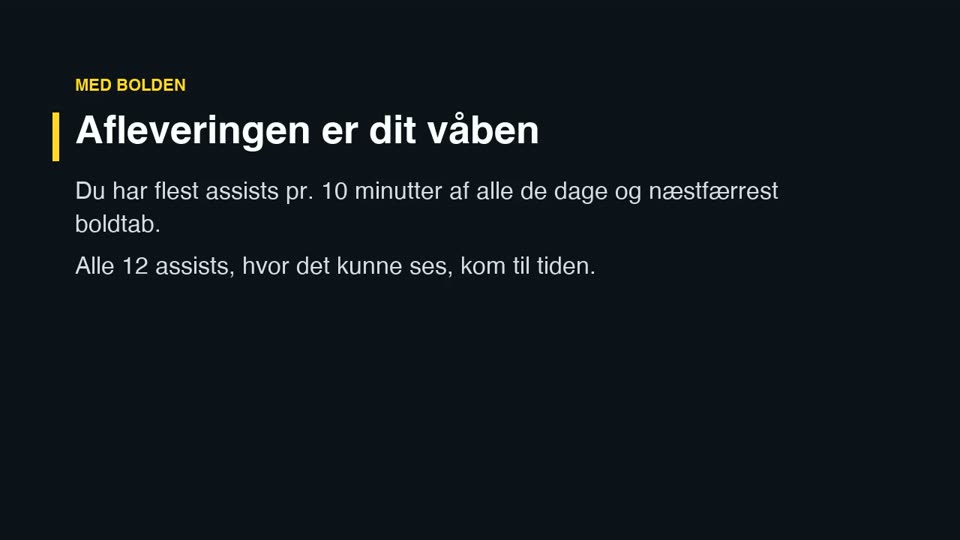 MED BOLDEN
Afleveringen er dit våben
Du har flest assists pr. 10 minutter af alle de dage og næstfærrest
boldtab.
Alle 12 assists, hvor det kunne ses, kom til tiden.